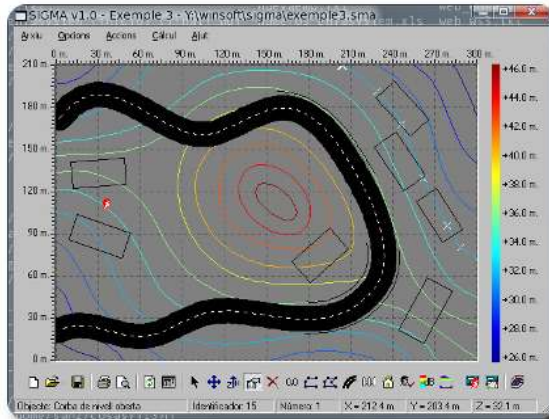 SIGMA v1.0 - Exemple 3 - Y:\winsoft\sigma\exemple3.sma
Arxiu Opcions Accions Càlcul Ajut
0 m. 30 m. 60 m. 90 m. 120 m. 150 m. 180 m. 210 m. 240 m. 270 m. 300 m.
210 m.
180 m.
150 m.
120 m.
90 m.
60 m.
30 m.
0 m.
+46.0 m.
+44.0 m.
+42.0 m.
+40.0 m.
+38.0 m.
+36.0 m.
+34.0 m.
+32.0 m.
+30.0 m.
+28.0 m.
+26.0 m.
Objecte: Corba de nivell oberta Identificador: 15 Número: 1 X = 212.4 m Y = 203.4 m Z = 32.1 m